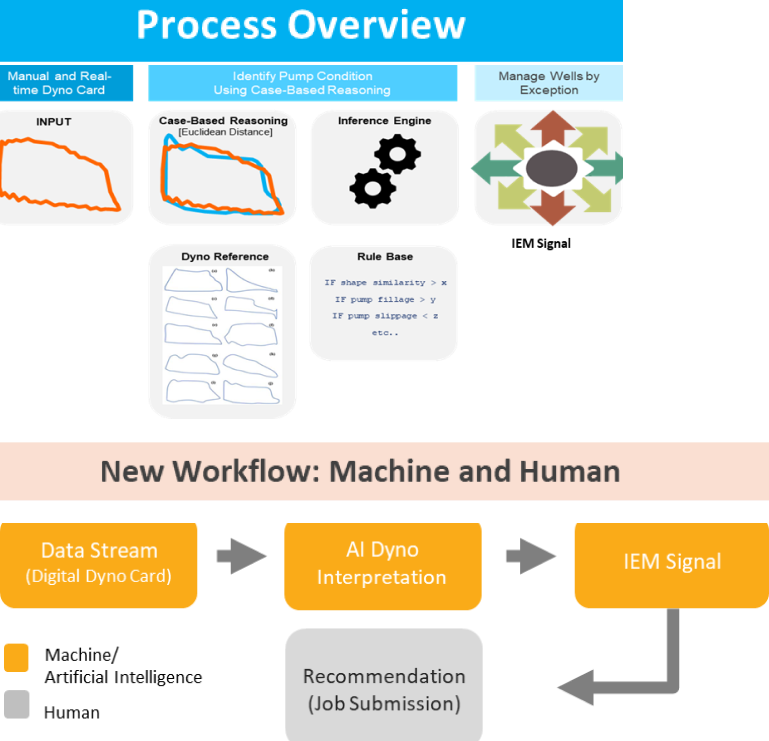 Process Overview
Manual and Real-
time Dyno Card
Identify Pump Condition
Using Case-Based Reasoning
Manage Wells by
Exception
INPUT
Case-Based Reasoning
[Euclidean Distance]
Inference Engine
IEM Signal
Dyno Reference
Rule Base
IF shape similarity > x
IF pump fillage > y
IF pump slippage < z
etc..
New Workflow: Machine and Human
Data Stream
(Digital Dyno Card)
AI Dyno
Interpretation
IEM Signal
Machine/
Artificial Intelligence
Human
Recommendation
(Job Submission)